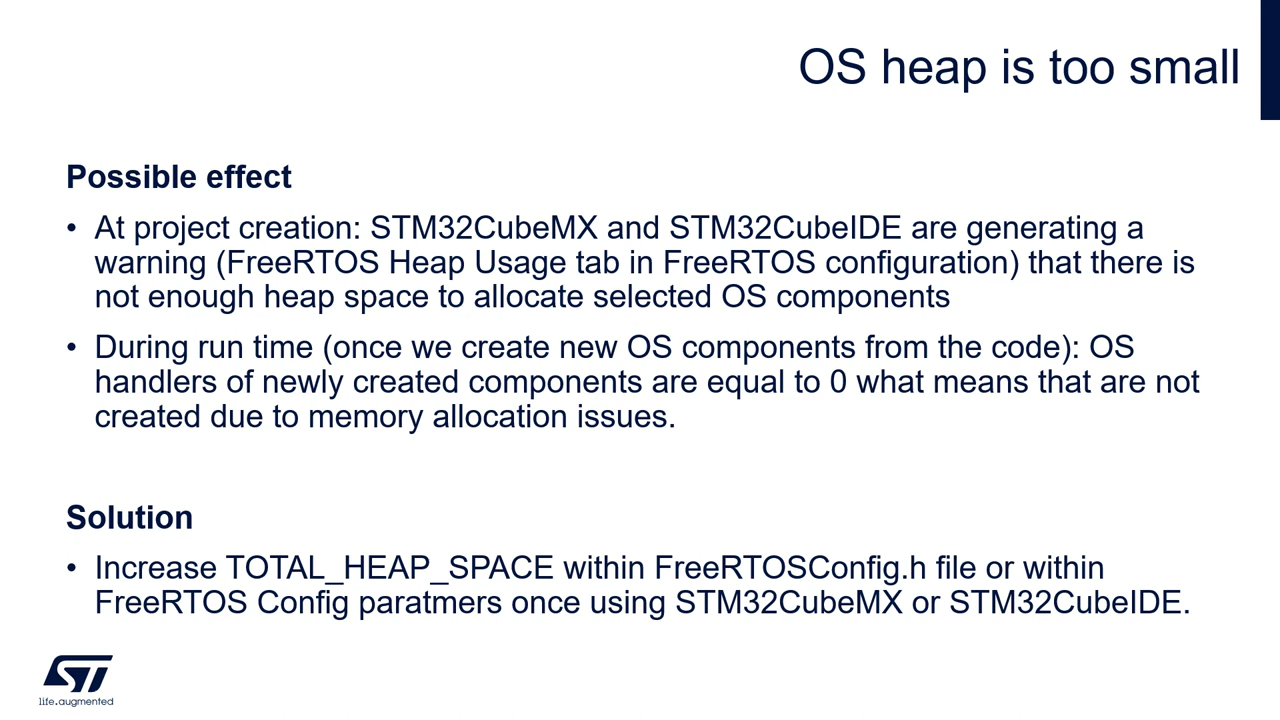 OS heap is too small
Possible effect
• At project creation: STM32CubeMX and STM32CubeIDE are generating a
warning (FreeRTOS Heap Usage tab in FreeRTOS configuration) that there is
not enough heap space to allocate selected OS components
• During run time (once we create new OS components from the code): OS
handlers of newly created components are equal to 0 what means that are not
created due to memory allocation issues.
Solution
• Increase TOTAL_HEAP_SPACE within FreeRTOSConfig.h file or within
FreeRTOS Config paratmers once using STM32CubeMX or STM32CubeIDE.
ST
life.augmented